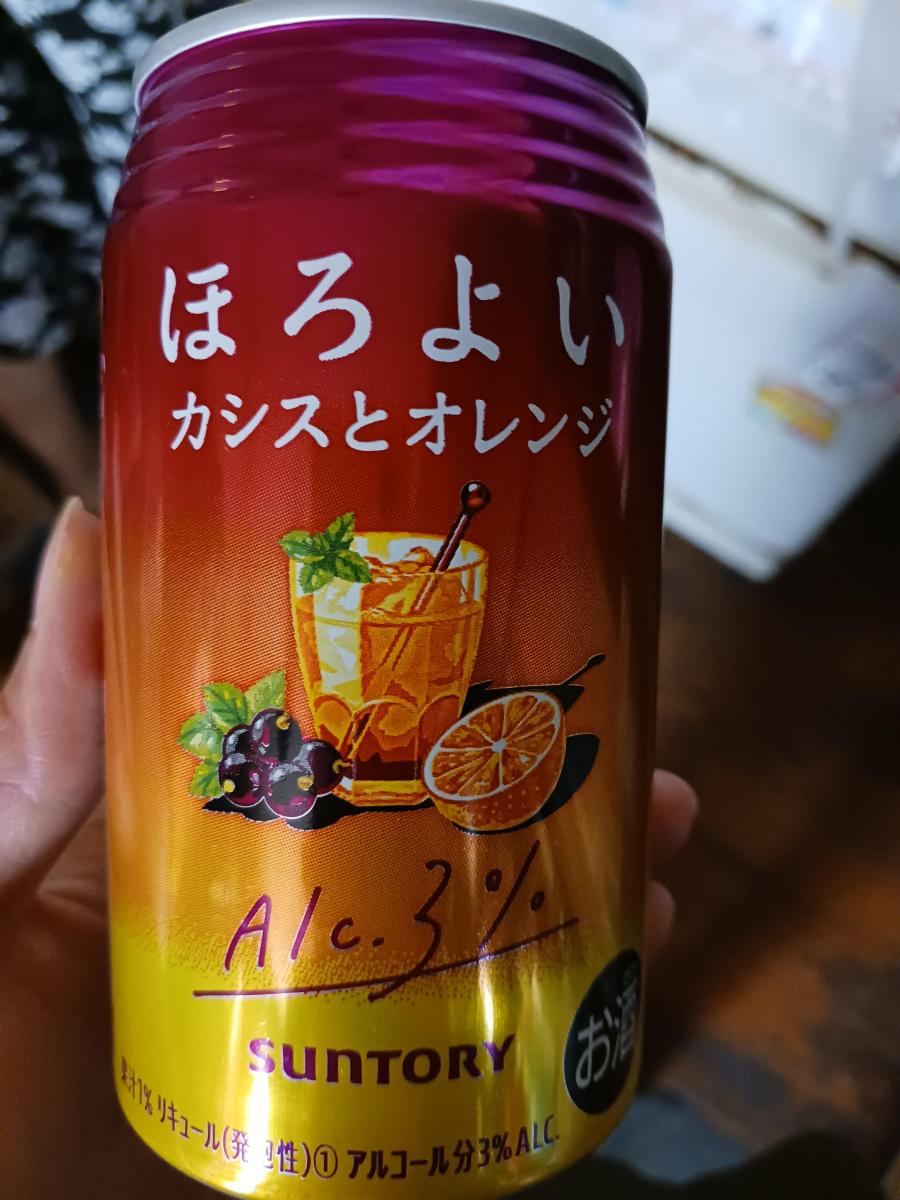 ほろよい
カシスとオレンジ
Alc.3%
SUNTORY
お酒
果汁1% リキュール(発泡性)① アルコール分3%ALC.